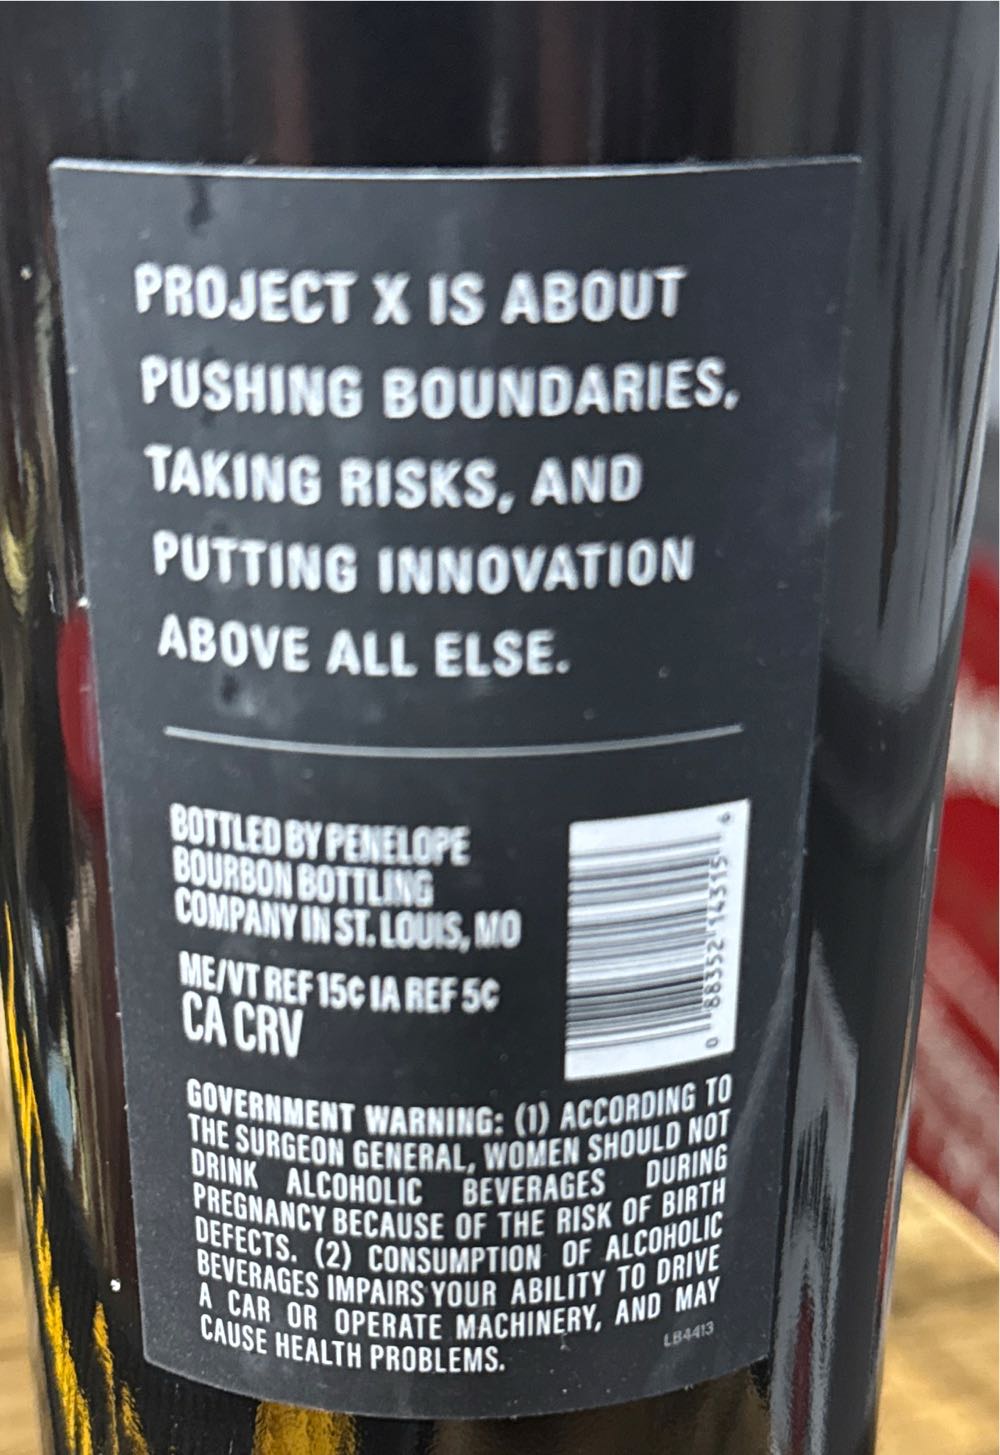 PROJECT X IS ABOUT
PUSHING BOUNDARIES,
TAKING RISKS, AND
PUTTING INNOVATION
ABOVE ALL ELSE.
BOTTLED BY PENELOPE
BOURBON BOTTLING
COMPANY IN ST. LOUIS, MO
ME/VT REF 15¢ IA REF 5¢
CA CRV
0 88352 14315 6
GOVERNMENT WARNING: (1) ACCORDING TO
THE SURGEON GENERAL, WOMEN SHOULD NOT
DRINK ALCOHOLIC BEVERAGES DURING
PREGNANCY BECAUSE OF THE RISK OF BIRTH
DEFECTS. (2) CONSUMPTION OF ALCOHOLIC
BEVERAGES IMPAIRS YOUR ABILITY TO DRIVE
A CAR OR OPERATE MACHINERY, AND MAY
CAUSE HEALTH PROBLEMS.
LB4413